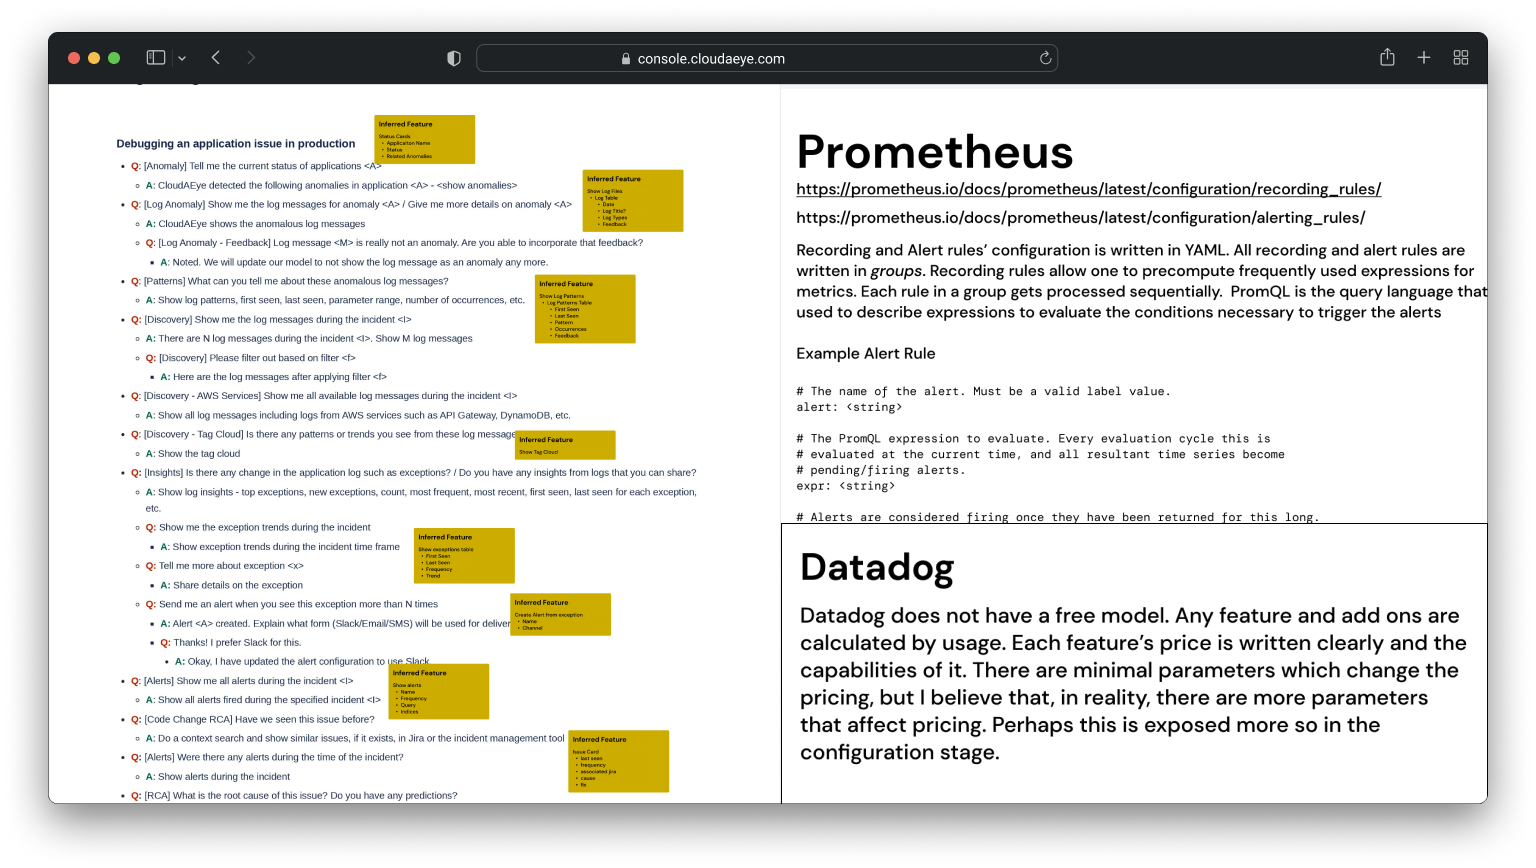 console.cloudaeye.com
Debugging an application issue in production
Q: [Anomaly] Tell me the current status of applications <A>
A: CloudAEye detected the following anomalies in application <A> - <show anomalies>
Q: [Log Anomaly] Show me the log messages for anomaly <A> / Give me more details on anomaly <A>
A: CloudAEye shows the anomalous log messages
Q: [Log Anomaly - Feedback] Log message <M> is really not an anomaly. Are you able to incorporate that feedback?
A: Noted. We will update our model to not show the log message as an anomaly any more.
Q: [Patterns] What can you tell me about these anomalous log messages?
A: Show log patterns, first seen, last seen, parameter range, number of occurrences, etc.
Q: [Discovery] Show me the log messages during the incident <I>
A: There are N log messages during the incident <I>. Show M log messages
Q: [Discovery] Please filter out based on filter <f>
A: Here are the log messages after applying filter <f>
Q: [Discovery - AWS Services] Show me all available log messages during the incident <I>
A: Show all log messages including logs from AWS services such as API Gateway, DynamoDB, etc.
Q: [Discovery - Tag Cloud] Is there any patterns or trends you see from these log message
A: Show the tag cloud
Q: [Insights] Is there any change in the application log such as exceptions? / Do you have any insights from logs that you can share?
A: Show log insights - top exceptions, new exceptions, count, most frequent, most recent, first seen, last seen for each exception,
etc.
Q: Show me the exception trends during the incident
A: Show exception trends during the incident time frame
Q: Tell me more about exception <x>
A: Share details on the exception
Q: Send me an alert when you see this exception more than N times
A: Alert <A> created. Explain what form (Slack/Email/SMS) will be used for deliver
Q: Thanks! I prefer Slack for this.
A: Okay, I have updated the alert configuration to use Slack.
Q: [Alerts] Show me all alerts during the incident <I>
A: Show all alerts fired during the specified incident <I>
Q: [Code Change RCA] Have we seen this issue before?
A: Do a context search and show similar issues, if it exists, in Jira or the incident management tool
Q: [Alerts] Were there any alerts during the time of the incident?
A: Show alerts during the incident
Q: [RCA] What is the root cause of this issue? Do you have any predictions?
Inferred Feature
Status Cards
Applicaiton Name
Status
Related Anomalies
Inferred Feature
Show Log Files
Log Table
Date
Log Title?
Log Types
Feedback
Inferred Feature
Show Log Patterns
Log Patterns Table
First Seen
Last Seen
Pattern
Occurrences
Feedback
Inferred Feature
Show Tag Cloud
Inferred Feature
Show exceptions table
First Seen
Last Seen
Frequency
Trend
Inferred Feature
Create Alert from exception
Name
Channel
Inferred Feature
Show alerts
Name
Frequency
Query
Indices
Inferred Feature
Issue Card
last seen
frequency
associated jira
cause
fix
Prometheus
https://prometheus.io/docs/prometheus/latest/configuration/recording_rules/
https://prometheus.io/docs/prometheus/latest/configuration/alerting_rules/
Recording and Alert rules’ configuration is written in YAML. All recording and alert rules are
written in groups. Recording rules allow one to precompute frequently used expressions for
metrics. Each rule in a group gets processed sequentially. PromQL is the query language that
used to describe expressions to evaluate the conditions necessary to trigger the alerts
Example Alert Rule
# The name of the alert. Must be a valid label value.
alert: <string>
# The PromQL expression to evaluate. Every evaluation cycle this is
# evaluated at the current time, and all resultant time series become
# pending/firing alerts.
expr: <string>
# Alerts are considered firing once they have been returned for this long.
Datadog
Datadog does not have a free model. Any feature and add ons are
calculated by usage. Each feature’s price is written clearly and the
capabilities of it. There are minimal parameters which change the
pricing, but I believe that, in reality, there are more parameters
that affect pricing. Perhaps this is exposed more so in the
configuration stage.